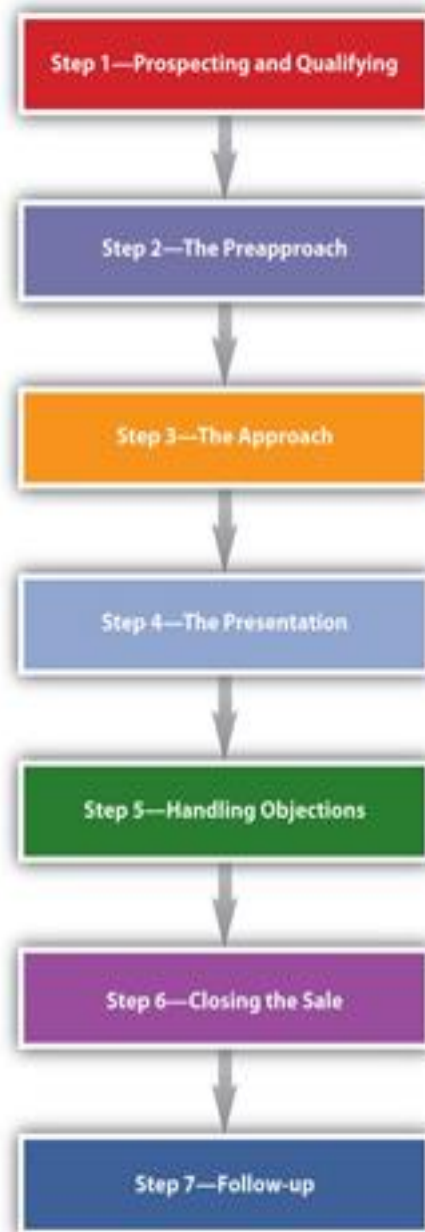 Step 1—Prospecting and Qualifying
Step 2—The Preapproach
Step 3—The Approach
Step 4—The Presentation
Step 5—Handling Objections
Step 6—Closing the Sale
Step 7—Follow-up